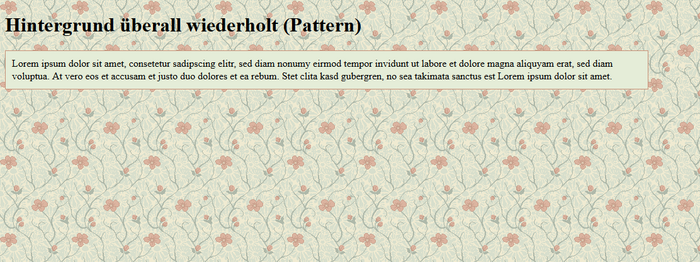 Hintergrund überall wiederholt (Pattern)
Lorem ipsum dolor sit amet, consetetur sadipscing elitr, sed diam nonumy eirmod tempor invidunt ut labore et dolore magna aliquyam erat, sed diam
voluptua. At vero eos et accusam et justo duo dolores et ea rebum. Stet clita kasd gubergren, no sea takimata sanctus est Lorem ipsum dolor sit amet.